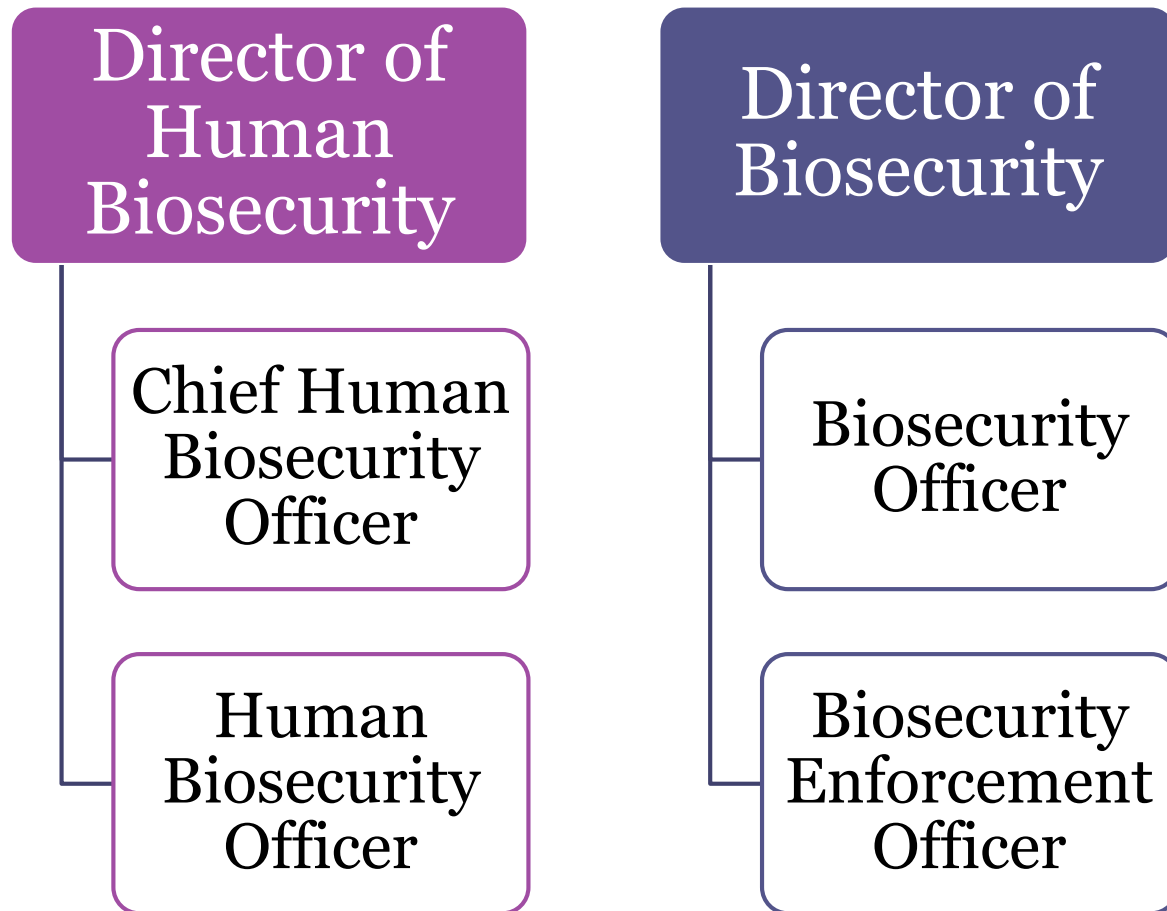 Director of
Human
Biosecurity
Chief Human
Biosecurity
Officer
Human
Biosecurity
Officer
Director of
Biosecurity
Biosecurity
Officer
Biosecurity
Enforcement
Officer